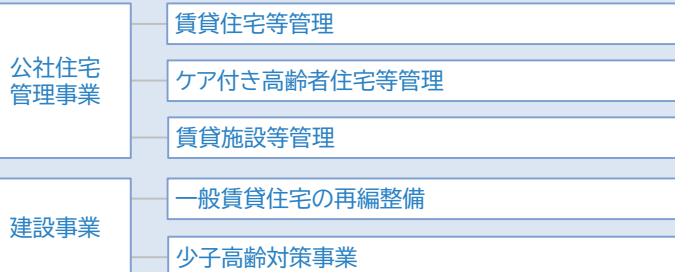 公社住宅
管理事業
賃貸住宅等管理
ケア付き高齢者住宅等管理
賃貸施設等管理
建設事業
一般賃貸住宅の再編整備
少子高齢対策事業